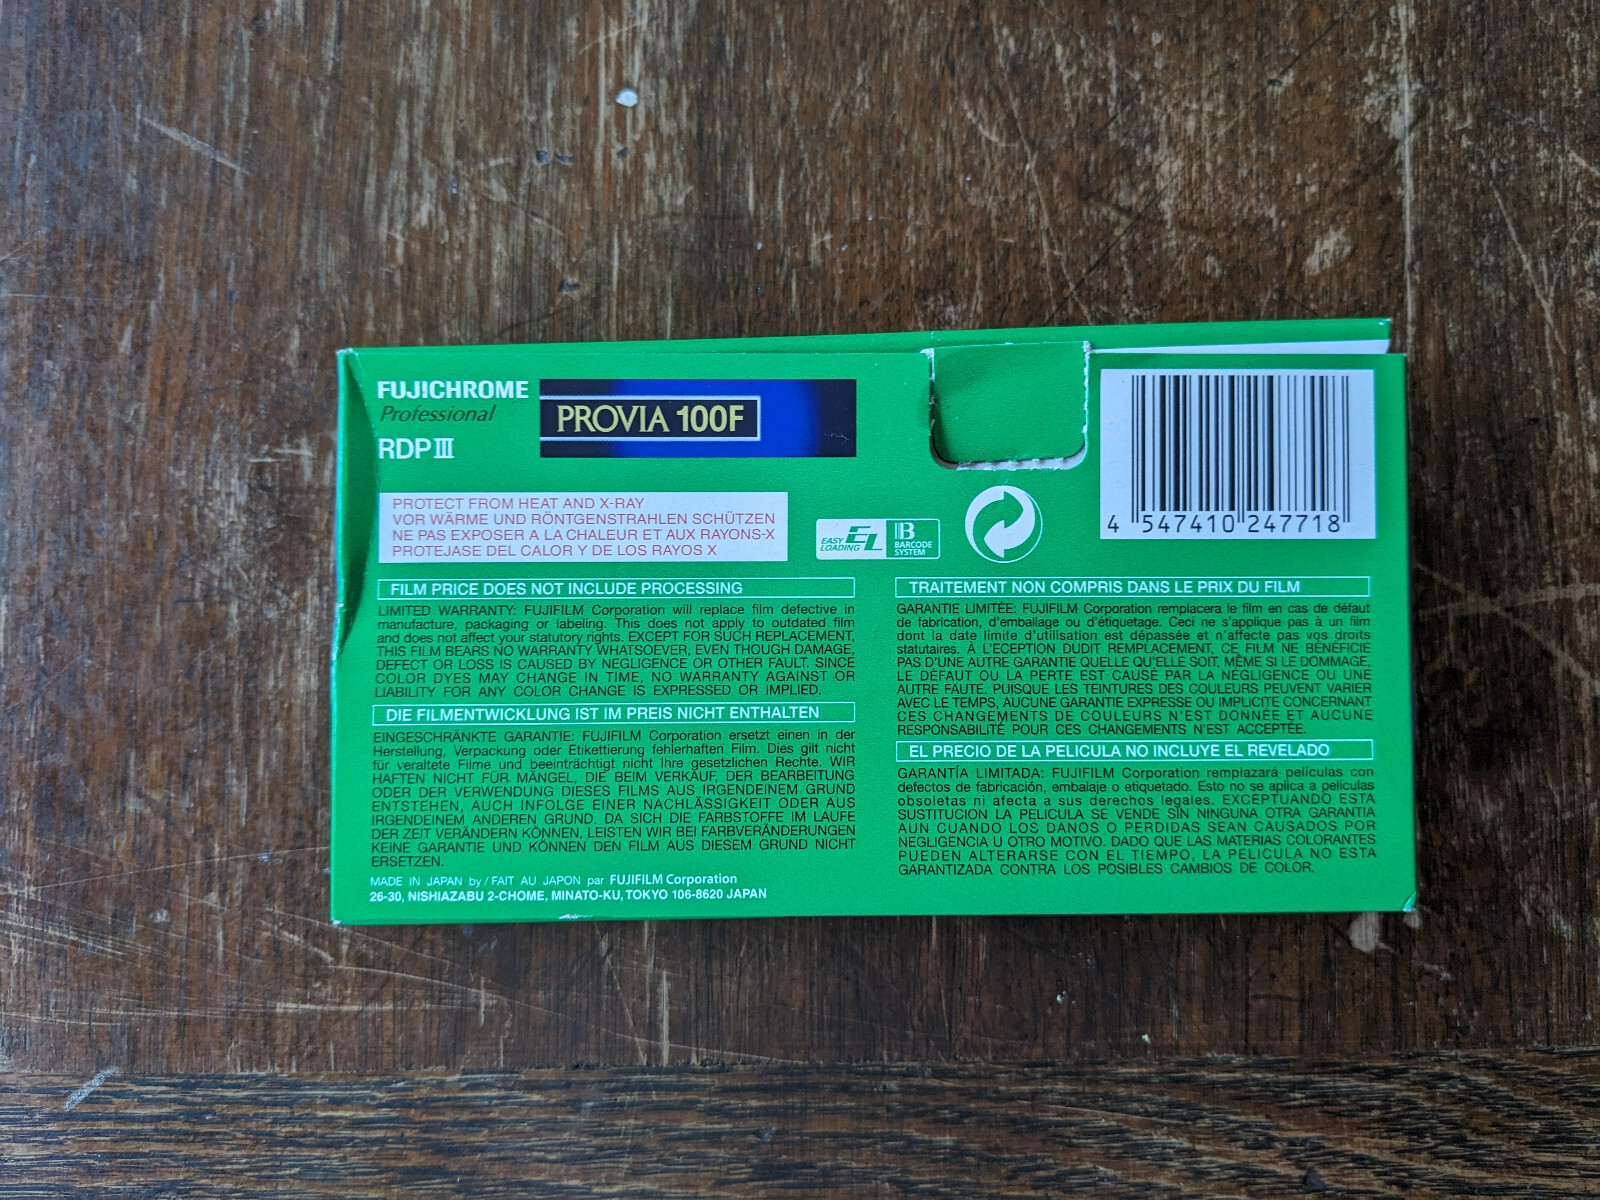 FUJICHROME
Professional
RDPIII
PROVIA 100F
PROTECT FROM HEAT AND X-RAY
VOR WÄRME UND RÖNTGENSTRAHLEN SCHÜTZEN
NE PAS EXPOSER A LA CHALEUR ET AUX RAYONS-X
PROTEJASE DEL CALOR Y DE LOS RAYOS X
EASY
LOADING
EL
B
BARCODE
SYSTEM
4 547410 247718
FILM PRICE DOES NOT INCLUDE PROCESSING
LIMITED WARRANTY: FUJIFILM Corporation will replace film defective in
manufacture, packaging or labeling. This does not apply to outdated film
and does not affect your statutory rights. EXCEPT FOR SUCH REPLACEMENT,
THIS FILM BEARS NO WARRANTY WHATSOEVER, EVEN THOUGH DAMAGE,
DEFECT OR LOSS IS CAUSED BY NEGLIGENCE OR OTHER FAULT. SINCE
COLOR DYES MAY CHANGE IN TIME, NO WARRANTY AGAINST OR
LIABILITY FOR ANY COLOR CHANGE IS EXPRESSED OR IMPLIED.
DIE FILMENTWICKLUNG IST IM PREIS NICHT ENTHALTEN
EINGESCHRÄNKTE GARANTIE: FUJIFILM Corporation ersetzt einen in der
Herstellung, Verpackung oder Etikettierung fehlerhaften Film. Dies gilt nicht
für veraltete Filme und beeinträchtigt nicht Ihre gesetzlichen Rechte. WIR
HAFTEN NICHT FÜR MÄNGEL, DIE BEIM VERKAUF, DER BEARBEITUNG
ODER DER VERWENDUNG DIESES FILMS AUS IRGENDEINEM GRUND
ENTSTEHEN, AUCH INFOLGE EINER NACHLÄSSIGKEIT ODER AUS
IRGENDEINEM ANDEREN GRUND. DA SICH DIE FARBSTOFFE IM LAUFE
DER ZEIT VERÄNDERN KÖNNEN, LEISTEN WIR BEI FARBVERÄNDERUNGEN
KEINE GARANTIE UND KÖNNEN DEN FILM AUS DIESEM GRUND NICHT
ERSETZEN.
MADE IN JAPAN by / FAIT AU JAPON par FUJIFILM Corporation
26-30, NISHIAZABU 2-CHOME, MINATO-KU, TOKYO 106-8620 JAPAN
TRAITEMENT NON COMPRIS DANS LE PRIX DU FILM
GARANTIE LIMITÉE: FUJIFILM Corporation remplacera le film en cas de défaut
de fabrication, d'emballage ou d'étiquetage. Ceci ne s'applique pas à un film
dont la date limite d'utilisation est dépassée et n'affecte pas vos droits
statutaires. À L'ECEPTION DUDIT REMPLACEMENT, CE FILM NE BÉNÉFICIE
PAS D'UNE AUTRE GARANTIE QUELLE QU'ELLE SOIT, MÊME SI LE DOMMAGE,
LE DÉFAUT OU LA PERTE EST CAUSÉ PAR LA NÉGLIGENCE OU UNE
AUTRE FAUTE. PUISQUE LES TEINTURES DES COULEURS PEUVENT VARIER
AVEC LE TEMPS, AUCUNE GARANTIE EXPRESSE OU IMPLICITE CONCERNANT
CES CHANGEMENTS DE COULEURS N'EST DONNÉE ET AUCUNE
RESPONSABILITÉ POUR CES CHANGEMENTS N'EST ACCEPTÉE.
EL PRECIO DE LA PELICULA NO INCLUYE EL REVELADO
GARANTÍA LIMITADA: FUJIFILM Corporation remplazará películas con
defectos de fabricación, embalaje o etiquetado. Esto no se aplica a películas
obsoletas ni afecta a sus derechos legales. EXCEPTUANDO ESTA
SUSTITUCION LA PELICULA SE VENDE SIN NINGUNA OTRA GARANTIA
AUN CUANDO LOS DANOS O PERDIDAS SEAN CAUSADOS POR
NEGLIGENCIA U OTRO MOTIVO. DADO QUE LAS MATERIAS COLORANTES
PUEDEN ALTERARSE CON EL TIEMPO, LA PELICULA NO ESTA
GARANTIZADA CONTRA LOS POSIBLES CAMBIOS DE COLOR.